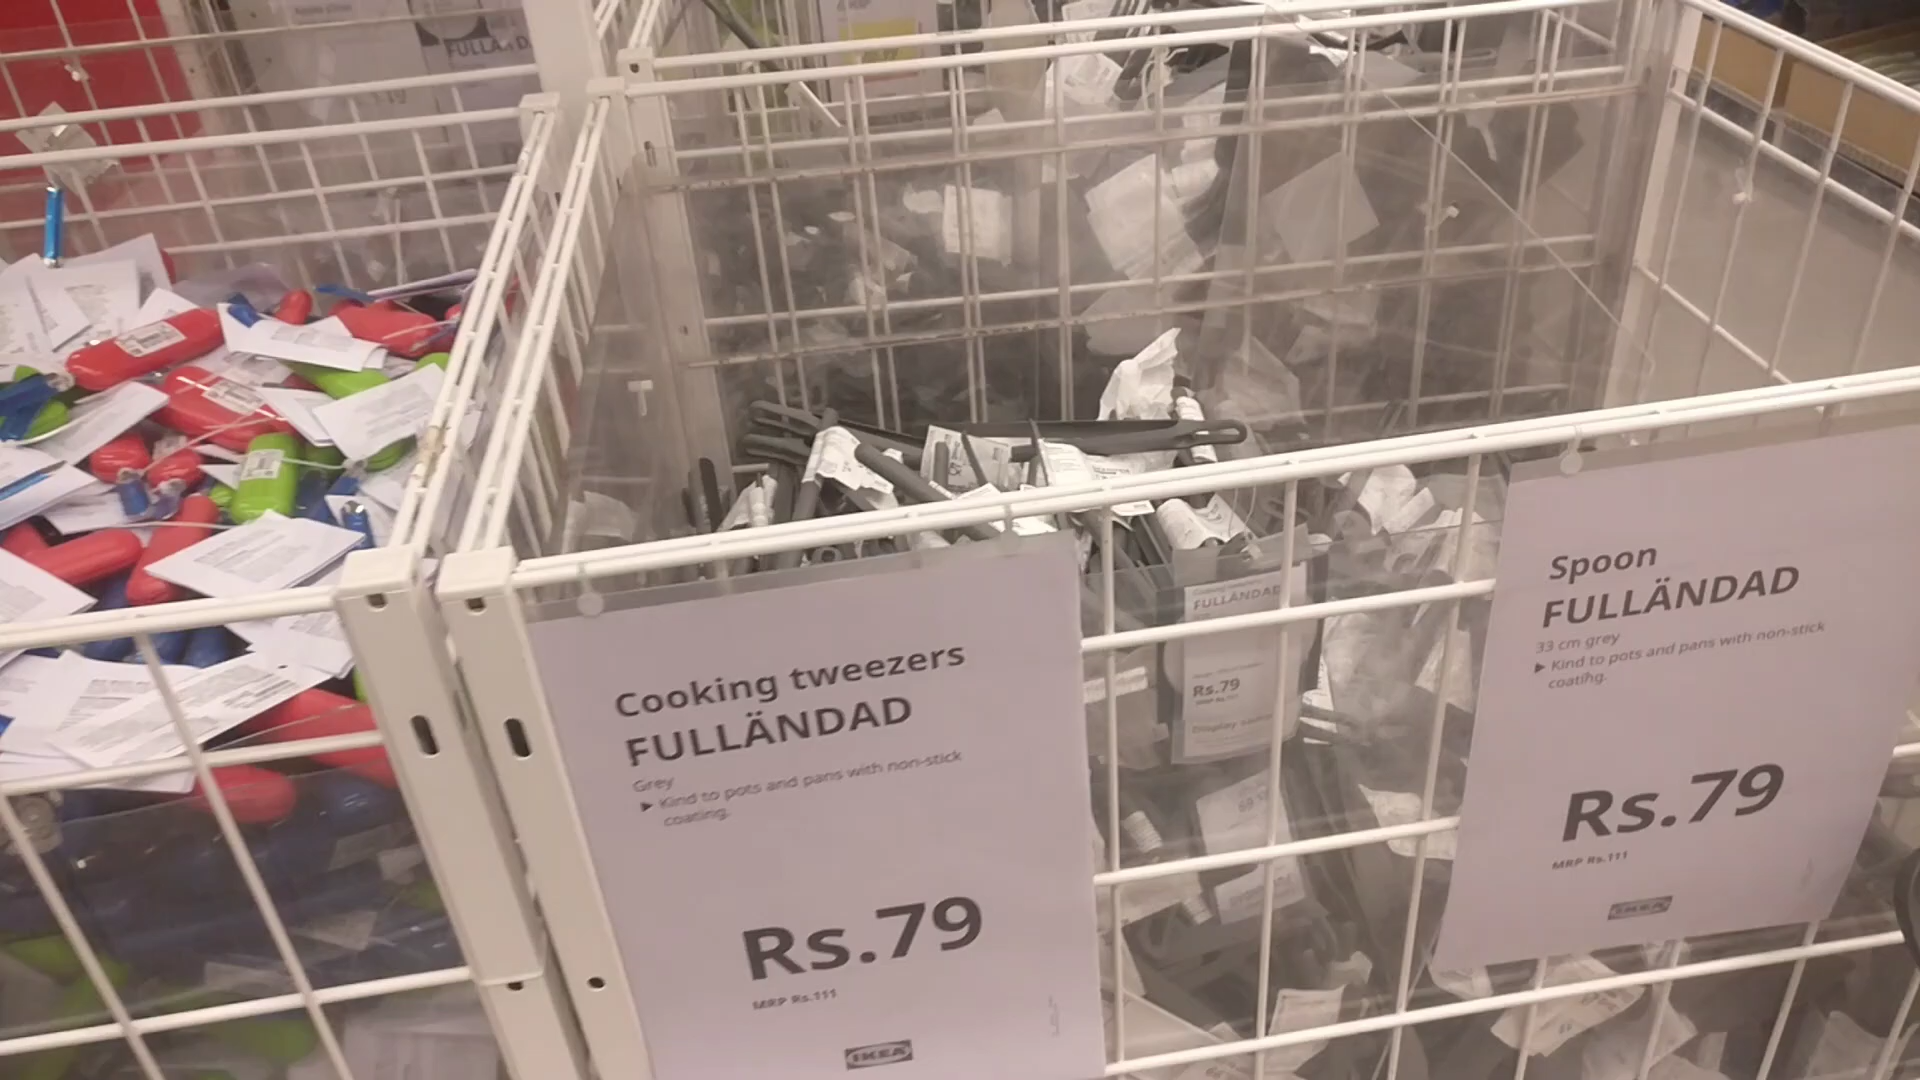 FULLÄND
Cooking tweezers
FULLÄNDAD
Grey
▶ Kind to pots and pans with non-stick
coating.
Rs.79
MRP Rs.111
IKEA
FULLÄNDAD
Rs.79
Spoon
FULLÄNDAD
33 cm grey
▶ Kind to pots and pans with non-stick
coating.
Rs.79
MRP Rs.111
IKEA